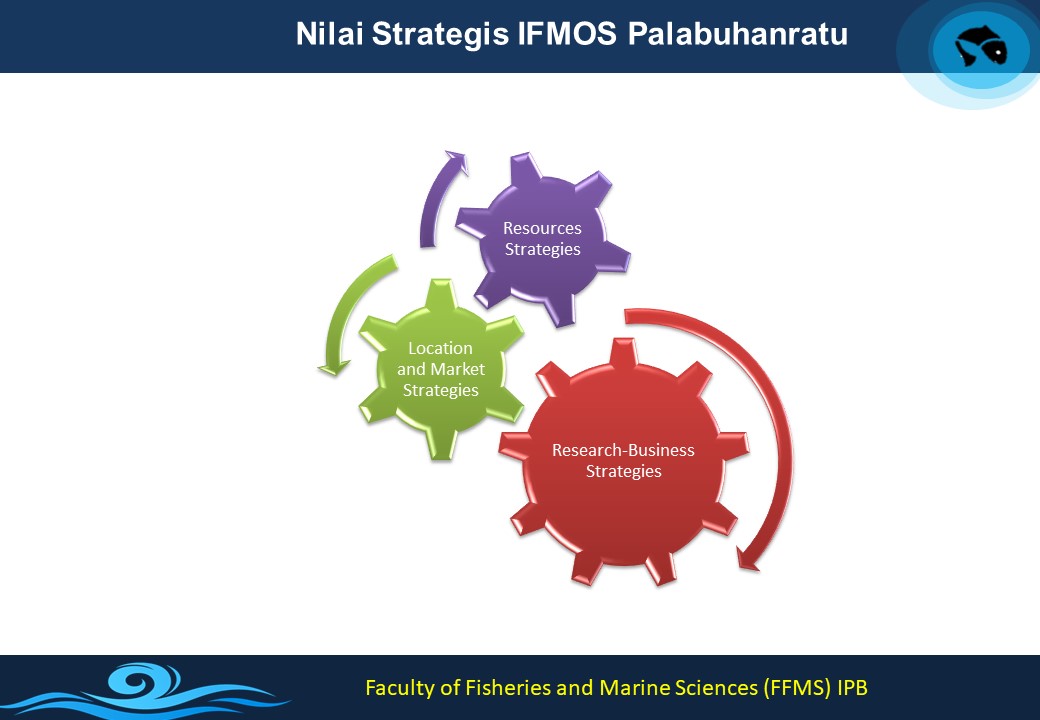 Nilai Strategis IFMOS Palabuhanratu
Resources
Strategies
Location
and Market
Strategies
Research-Business
Strategies
Faculty of Fisheries and Marine Sciences (FFMS) IPB